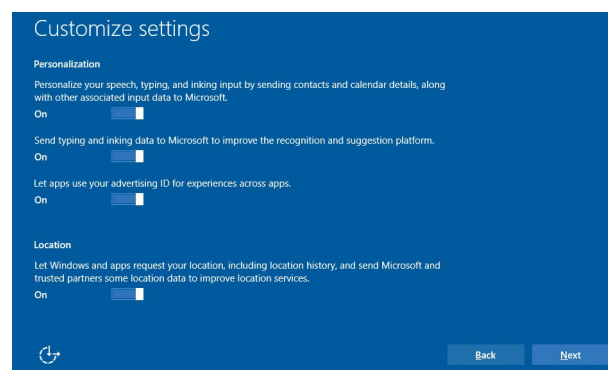 Customize settings
Personalization
Personalize your speech, typing, and inking input by sending contacts and calendar details, along
with other associated input data to Microsoft.
On
Send typing and inking data to Microsoft to improve the recognition and suggestion platform.
On
Let apps use your advertising ID for experiences across apps.
On
Location
Let Windows and apps request your location, including location history, and send Microsoft and
trusted partners some location data to improve location services.
On
Back
Next